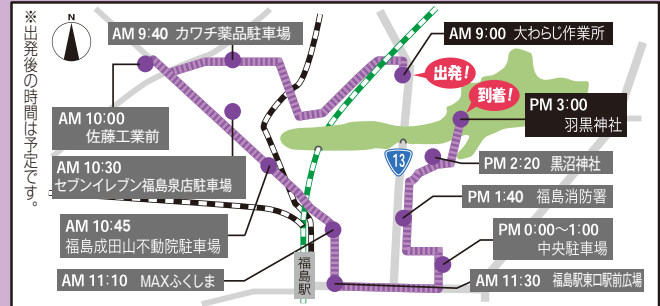 ※出発後の時間は予定です。
N
AM 9:40 カワチ薬品駐車場
AM 9:00 大わらじ作業所
出発！
到着！
AM 10:00
佐藤工業前
PM 3:00
羽黒神社
13
AM 10:30
セブンイレブン福島泉店駐車場
PM 2:20 黒沼神社
PM 1:40 福島消防署
AM 10:45
福島成田山不動院駐車場
PM 0:00〜1:00
中央駐車場
福島駅
AM 11:10 MAXふくしま
AM 11:30 福島駅東口駅前広場